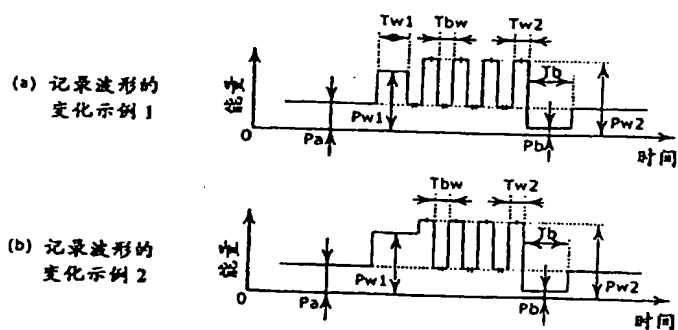 Tw1 Tbw Tw2
(a) 记录波形的
变化示例1
能量
Tb
Pw1
Pw2
0
Pa
Pb
时间
Tbw Tw2
(b) 记录波形的
变化示例2
能量
Tb
Pw1
Pw2
0
Pa
Pb
时间